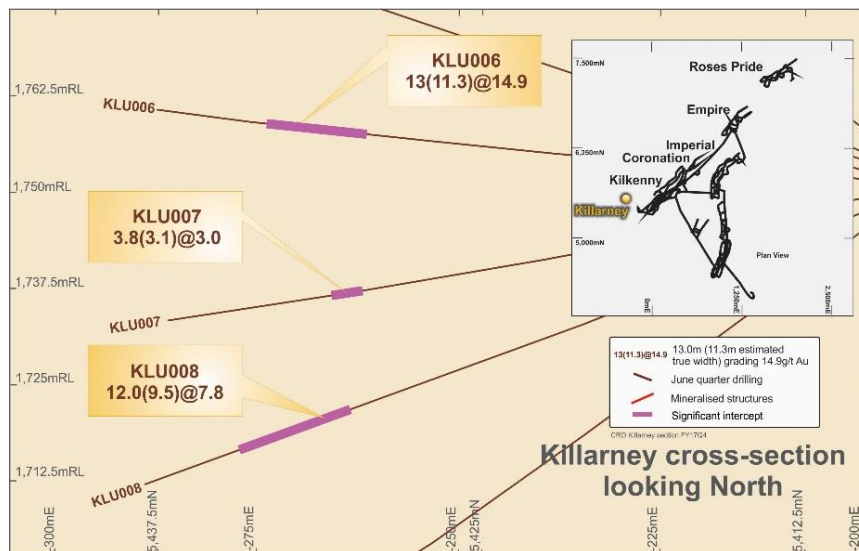 KLU006
13(11.3)@14.9
1,762.5mRL
KLU006
1,750mRL
KLU007
3.8(3.1)@3.0
1,737.5mRL
KLU007
KLU008
12.0(9.5)@7.8
1,725mRL
1,712.5mRL
KLU008
7,500mN
Roses Pride
Empire
6,250mN
Imperial
Coronation
Kilkenny
Killarney
5,000mN
Plan View
0mE
1,250mE
2,500mE
13(11.3)@14.9
13.0m (11.3m estimated
true width) grading 14.9g/t Au
June quarter drilling
Mineralised structures
Significant intercept
CRD Killarney section FY17Q4
Killarney cross-section
looking North
-300mE
5,437.5mN
-275mE
-250mE
5,425mN
-225mE
5,412.5mN
-200mE